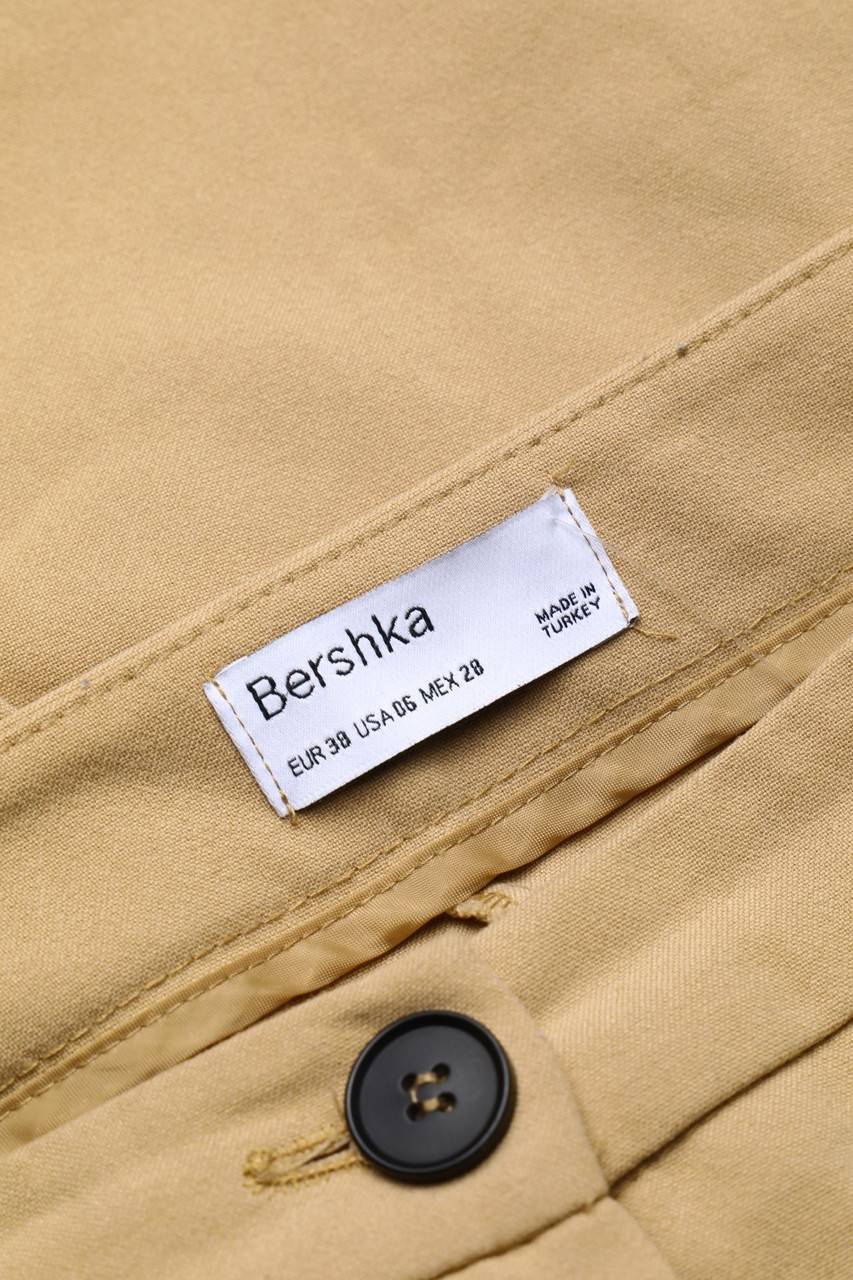 Bershka
EUR 38 USA 06 MEX 28
MADE IN
TURKEY